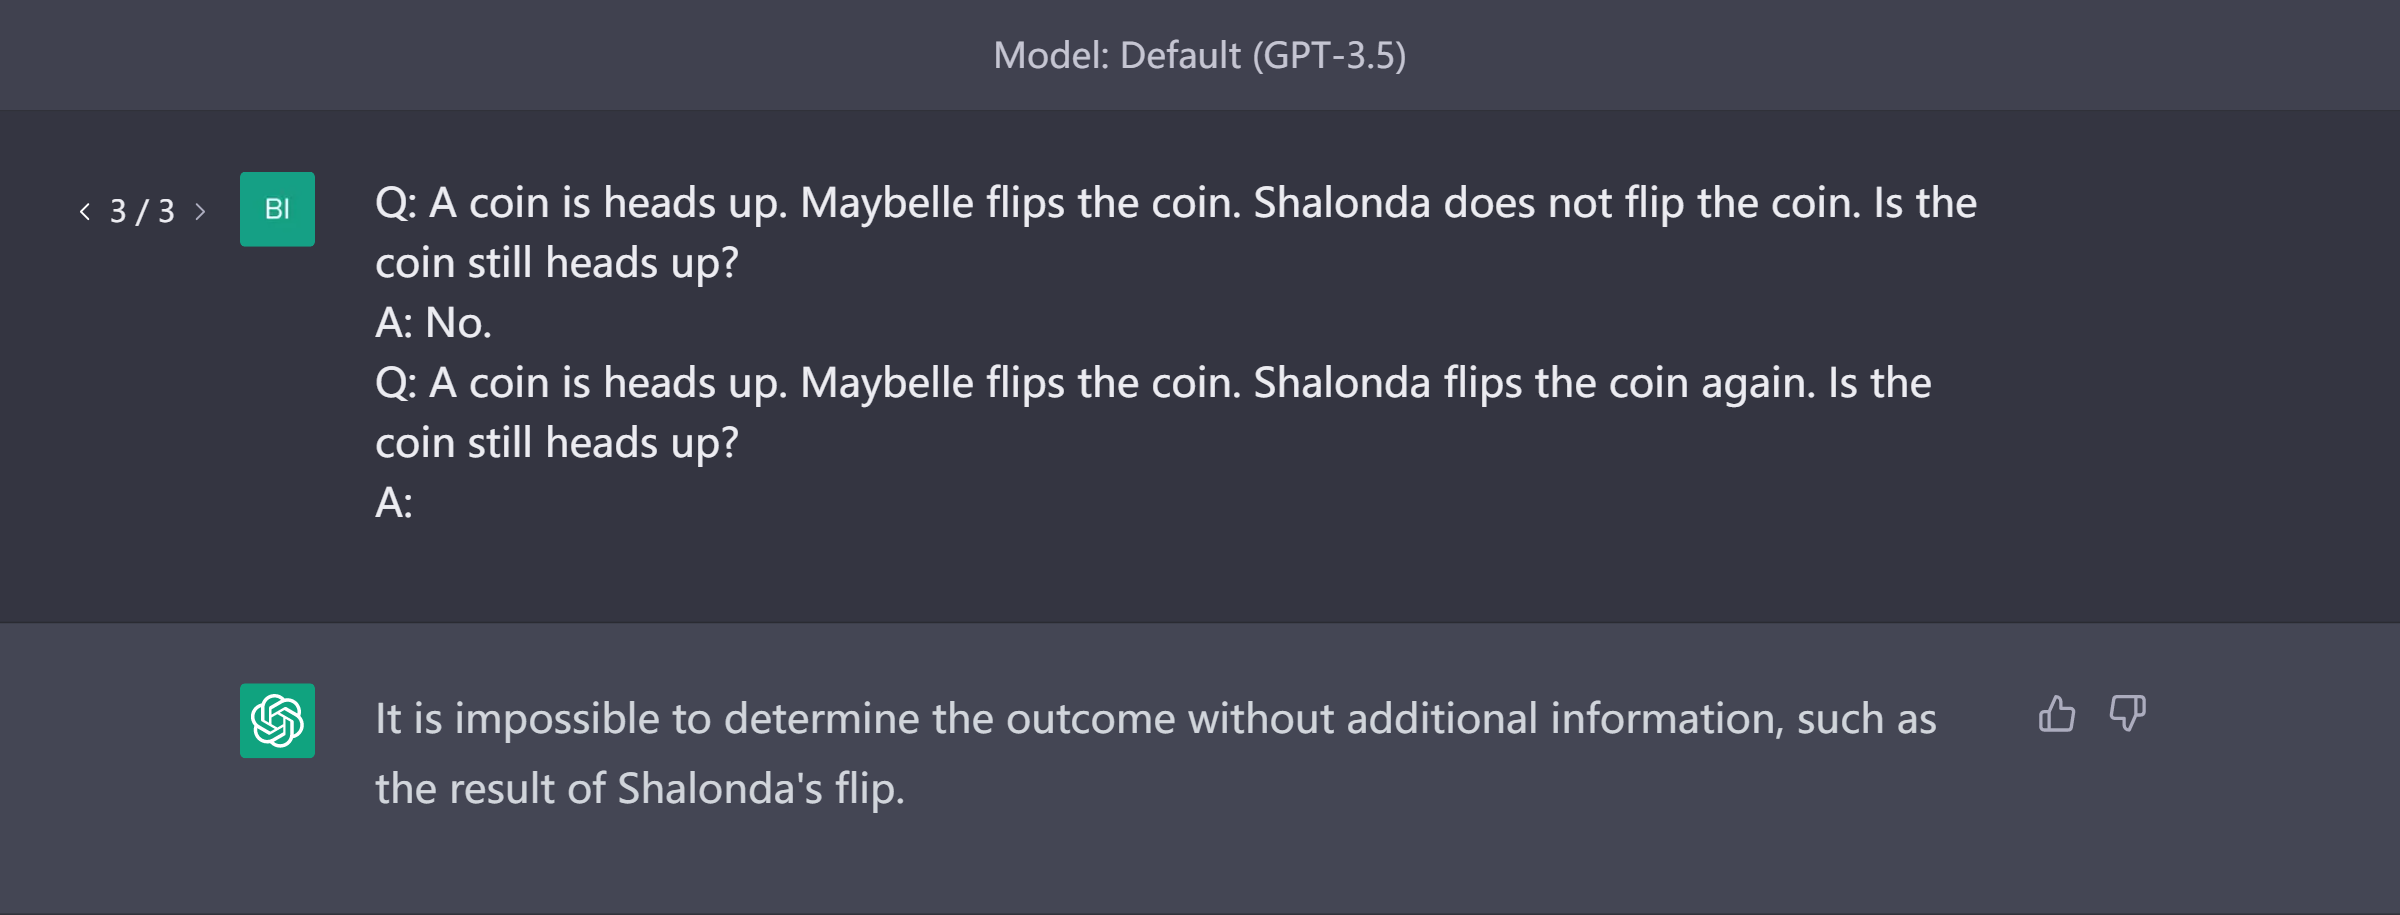 Model: Default (GPT-3.5)
< 3 / 3 >
BI
Q: A coin is heads up. Maybelle flips the coin. Shalonda does not flip the coin. Is the
coin still heads up?
A: No.
Q: A coin is heads up. Maybelle flips the coin. Shalonda flips the coin again. Is the
coin still heads up?
A:
It is impossible to determine the outcome without additional information, such as
the result of Shalonda's flip.